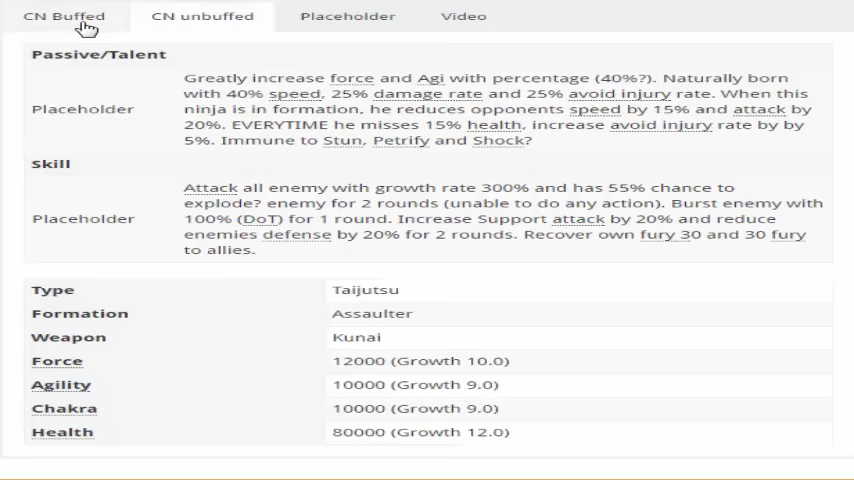 CN Buffed CN unbuffed Placeholder Video
Passive/Talent
Greatly increase force and Agi with percentage (40%?). Naturally born
with 40% speed, 25% damage rate and 25% avoid injury rate. When this
Placeholder ninja is in formation, he reduces opponents speed by 15% and attack by
20%. EVERYTIME he misses 15% health, increase avoid injury rate by by
5%. Immune to Stun, Petrify and Shock?
Skill
Attack all enemy with growth rate 300% and has 55% chance to
explode? enemy for 2 rounds (unable to do any action). Burst enemy with
Placeholder 100% (DoT) for 1 round. Increase Support attack by 20% and reduce
enemies defense by 20% for 2 rounds. Recover own fury 30 and 30 fury
to allies.
Type Taijutsu
Formation Assaulter
Weapon Kunai
Force 12000 (Growth 10.0)
Agility 10000 (Growth 9.0)
Chakra 10000 (Growth 9.0)
Health 80000 (Growth 12.0)